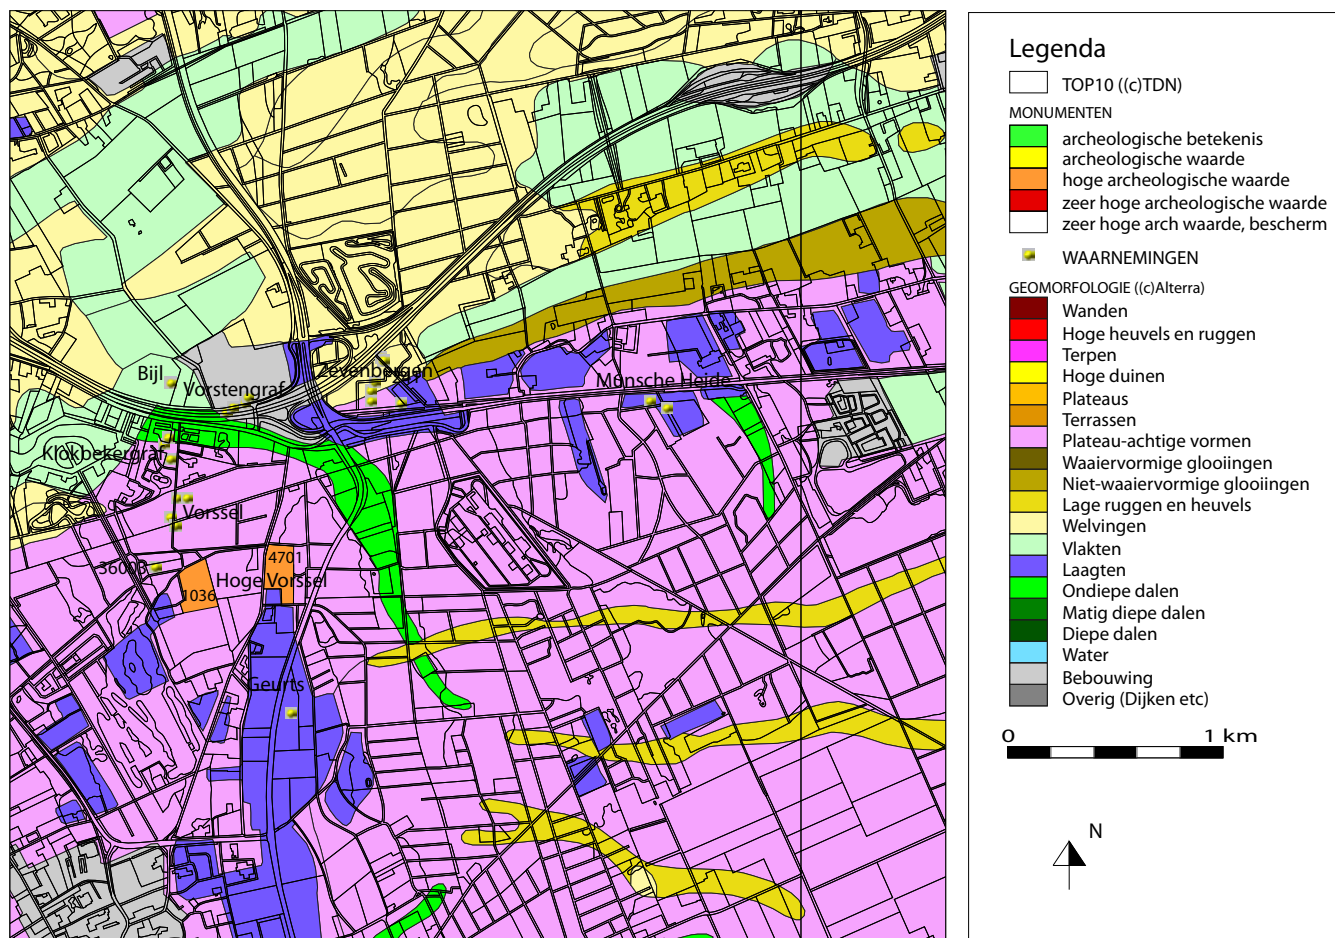 Bijl
Vorstengraf
Zevenbergen
Munsche Heide
Klokbekergraf
Vorssel
36003
4701
Hoge Vorssel
1036
Geurts
Legenda
TOP10 ((c)TDN)
MONUMENTEN
archeologische betekenis
archeologische waarde
hoge archeologische waarde
zeer hoge archeologische waarde
zeer hoge arch waarde, bescherm
WAARNEMINGEN
GEOMORFOLOGIE ((c)Alterra)
Wanden
Hoge heuvels en ruggen
Terpen
Hoge duinen
Plateaus
Terrassen
Plateau-achtige vormen
Waaiervormige glooiingen
Niet-waaiervormige glooiingen
Lage ruggen en heuvels
Welvingen
Vlakten
Laagten
Ondiepe dalen
Matig diepe dalen
Diepe dalen
Water
Bebouwing
Overig (Dijken etc)
0 1 km
N